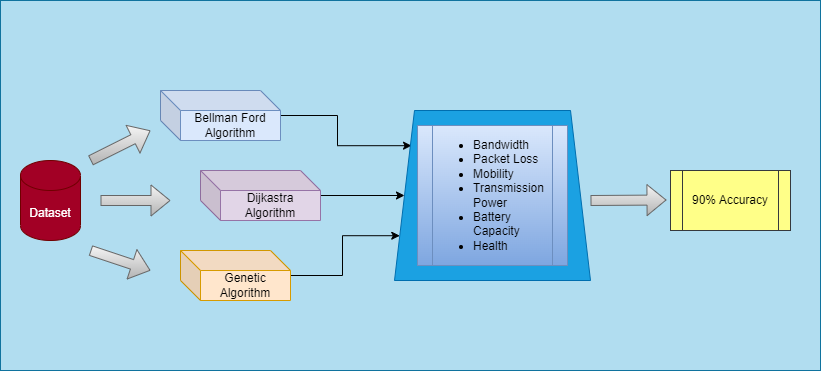 Bellman Ford
Algorithm
Dataset
Dijkastra
Algorithm
Genetic
Algorithm
• Bandwidth
• Packet Loss
• Mobility
• Transmission
Power
• Battery
Capacity
• Health
90% Accuracy